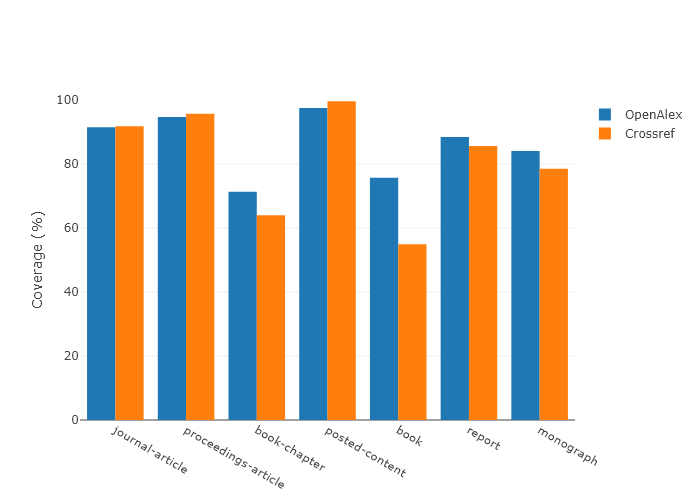 100
80
60
40
20
0
Coverage (%)
journal-article
proceedings-article
book-chapter
posted-content
book
report
monograph
OpenAlex
Crossref